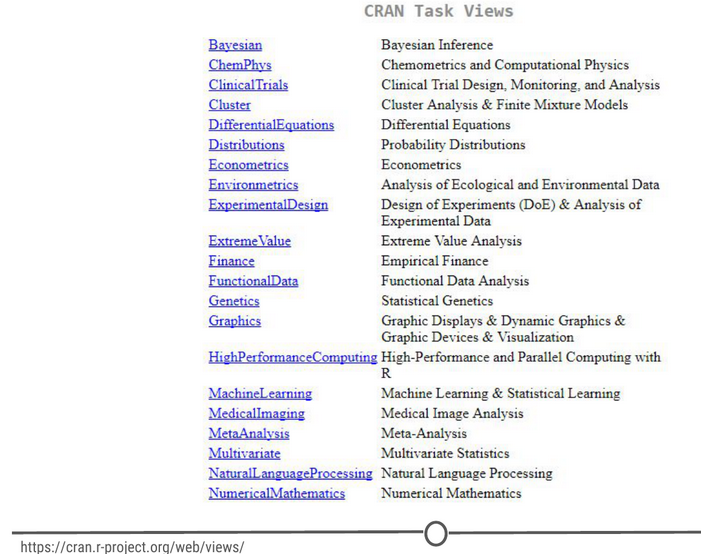 CRAN Task Views
Bayesian Bayesian Inference
ChemPhys Chemometrics and Computational Physics
ClinicalTrials Clinical Trial Design, Monitoring, and Analysis
Cluster Cluster Analysis & Finite Mixture Models
DifferentialEquations Differential Equations
Distributions Probability Distributions
Econometrics Econometrics
Environmetrics Analysis of Ecological and Environmental Data
ExperimentalDesign Design of Experiments (DoE) & Analysis of
Experimental Data
ExtremeValue Extreme Value Analysis
Finance Empirical Finance
FunctionalData Functional Data Analysis
Genetics Statistical Genetics
Graphics Graphic Displays & Dynamic Graphics &
Graphic Devices & Visualization
HighPerformanceComputing High-Performance and Parallel Computing with
R
MachineLearning Machine Learning & Statistical Learning
MedicalImaging Medical Image Analysis
MetaAnalysis Meta-Analysis
Multivariate Multivariate Statistics
NaturalLanguageProcessing Natural Language Processing
NumericalMathematics Numerical Mathematics
https://cran.r-project.org/web/views/